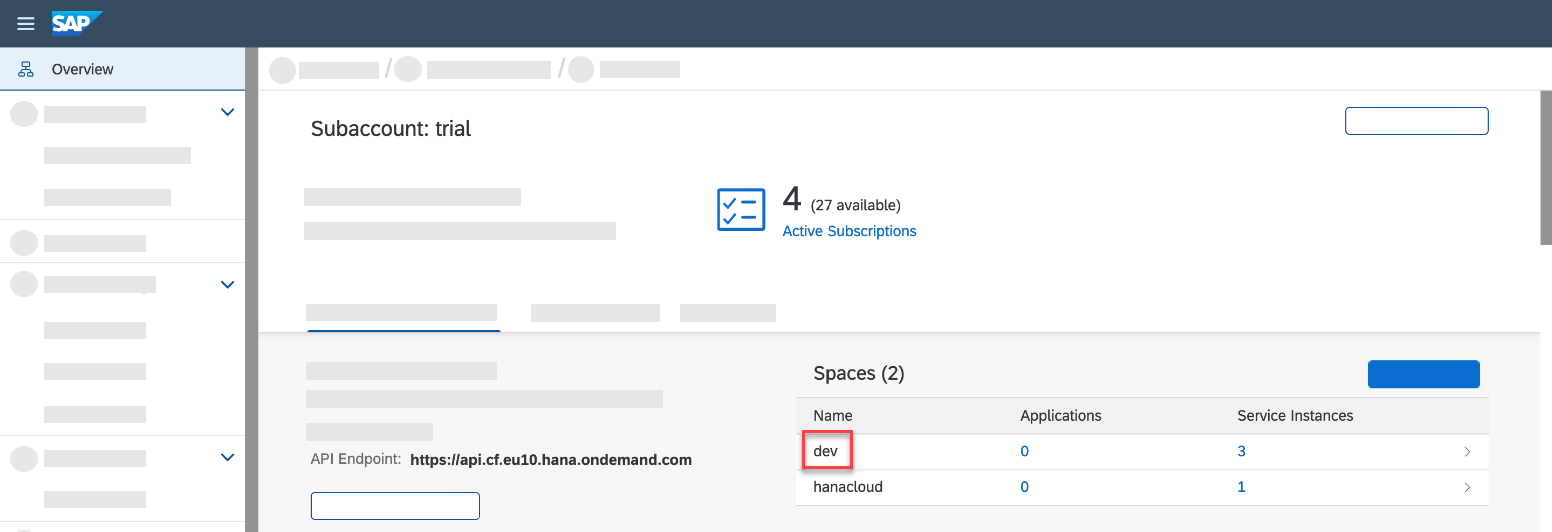 SAP
Overview
Subaccount: trial
4 (27 available)
Active Subscriptions
API Endpoint: https://api.cf.eu10.hana.ondemand.com
Spaces (2)
Name Applications Service Instances
dev 0 3
hanacloud 0 1